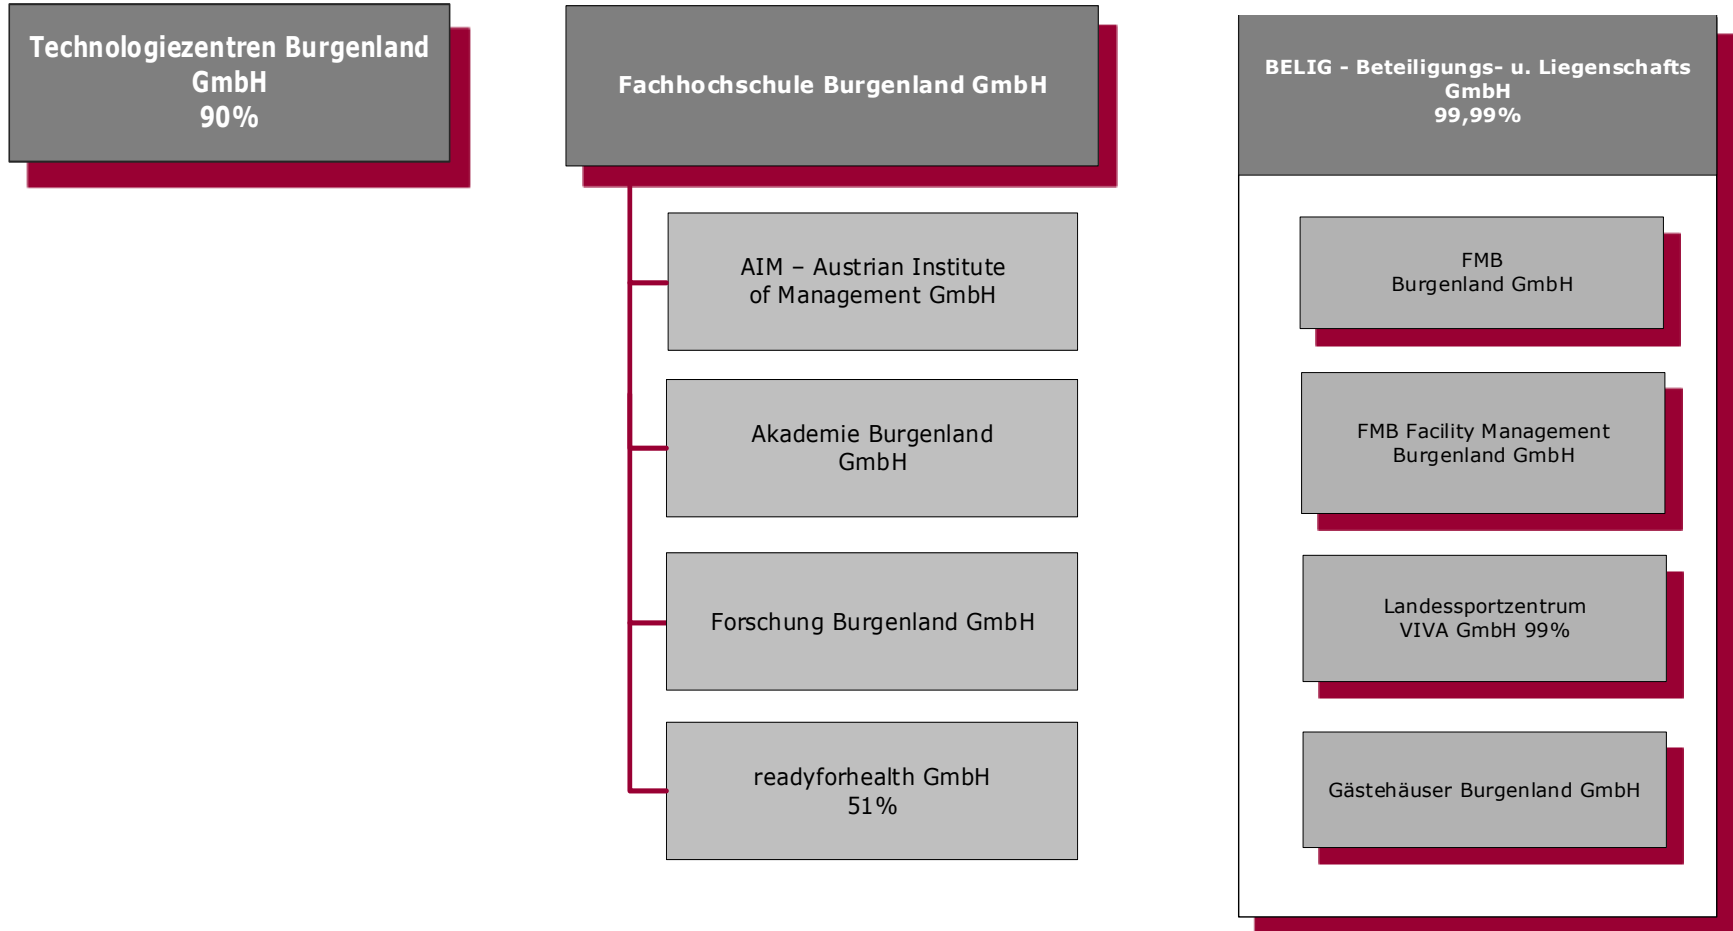 Technologiezentren Burgenland
GmbH
90%
Fachhochschule Burgenland GmbH
AIM – Austrian Institute
of Management GmbH
Akademie Burgenland
GmbH
Forschung Burgenland GmbH
readyforhealth GmbH
51%
BELIG - Beteiligungs- u. Liegenschafts
GmbH
99,99%
FMB
Burgenland GmbH
FMB Facility Management
Burgenland GmbH
Landessportzentrum
VIVA GmbH 99%
Gästehäuser Burgenland GmbH